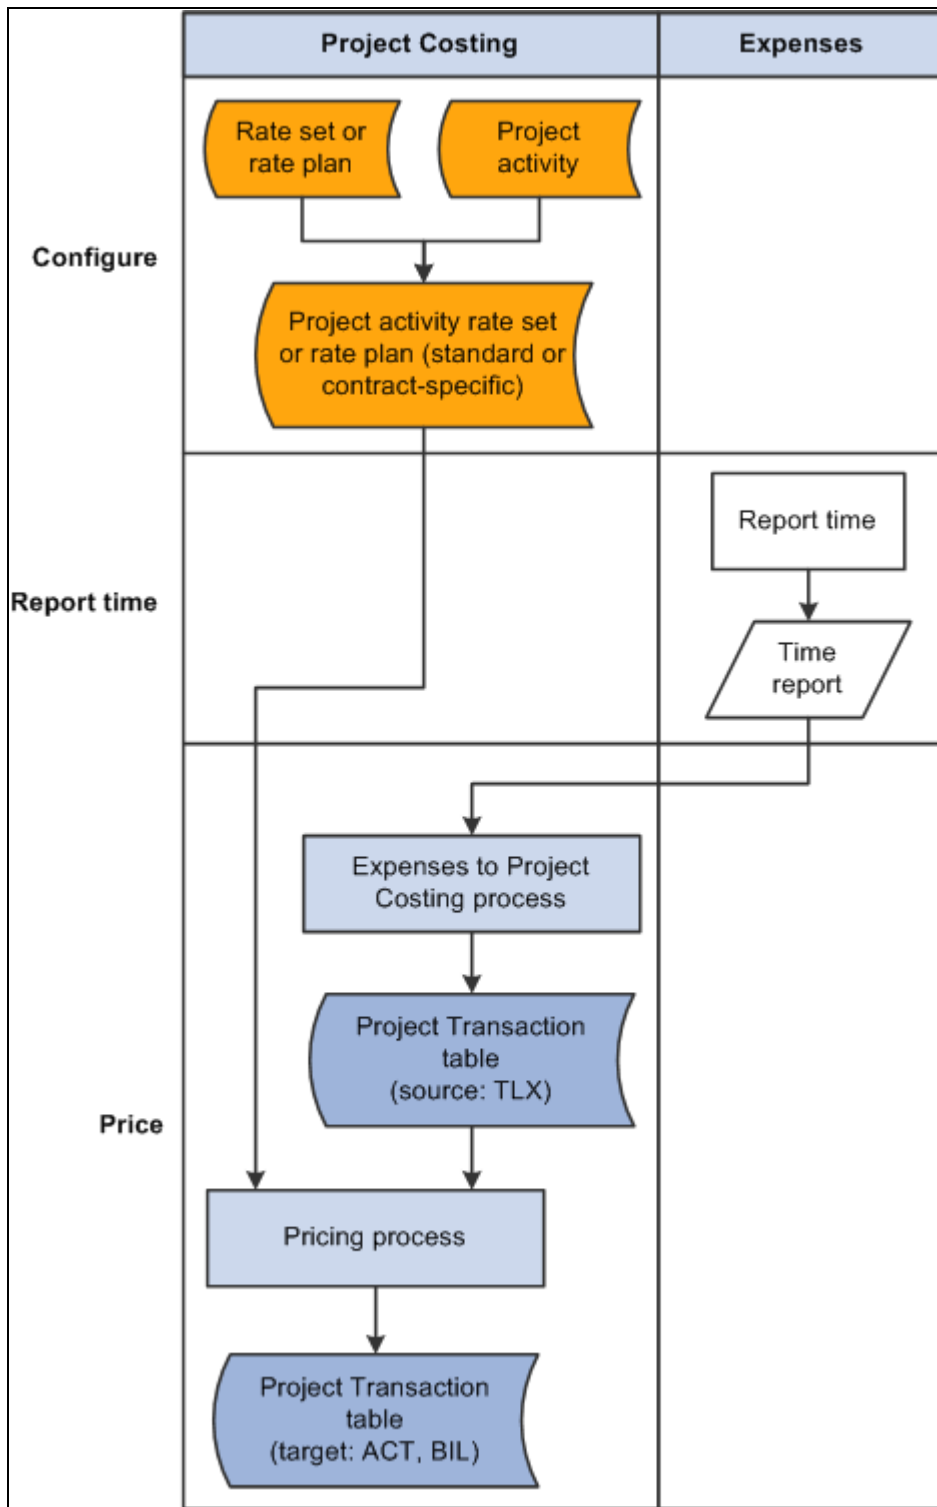 Project Costing
Expenses
Configure
Rate set or
rate plan
Project
activity
Project activity rate set
or rate plan (standard or
contract-specific)
Report time
Report time
Time
report
Price
Expenses to Project
Costing process
Project Transaction
table
(source: TLX)
Pricing process
Project Transaction
table
(target: ACT, BIL)